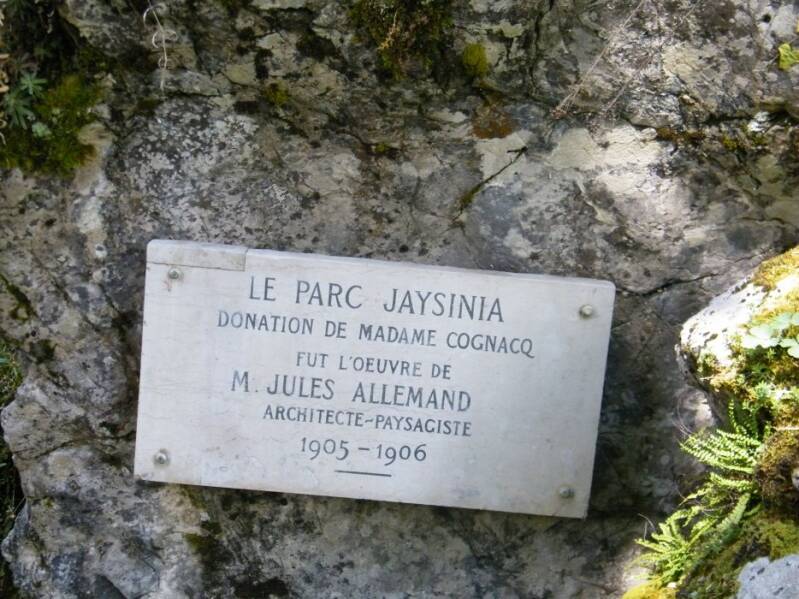 LE PARC JAYSINIA
DONATION DE MADAME COGNACQ
FUT L'OEUVRE DE
M. JULES ALLEMAND
ARCHITECTE-PAYSAGISTE
1905-1906